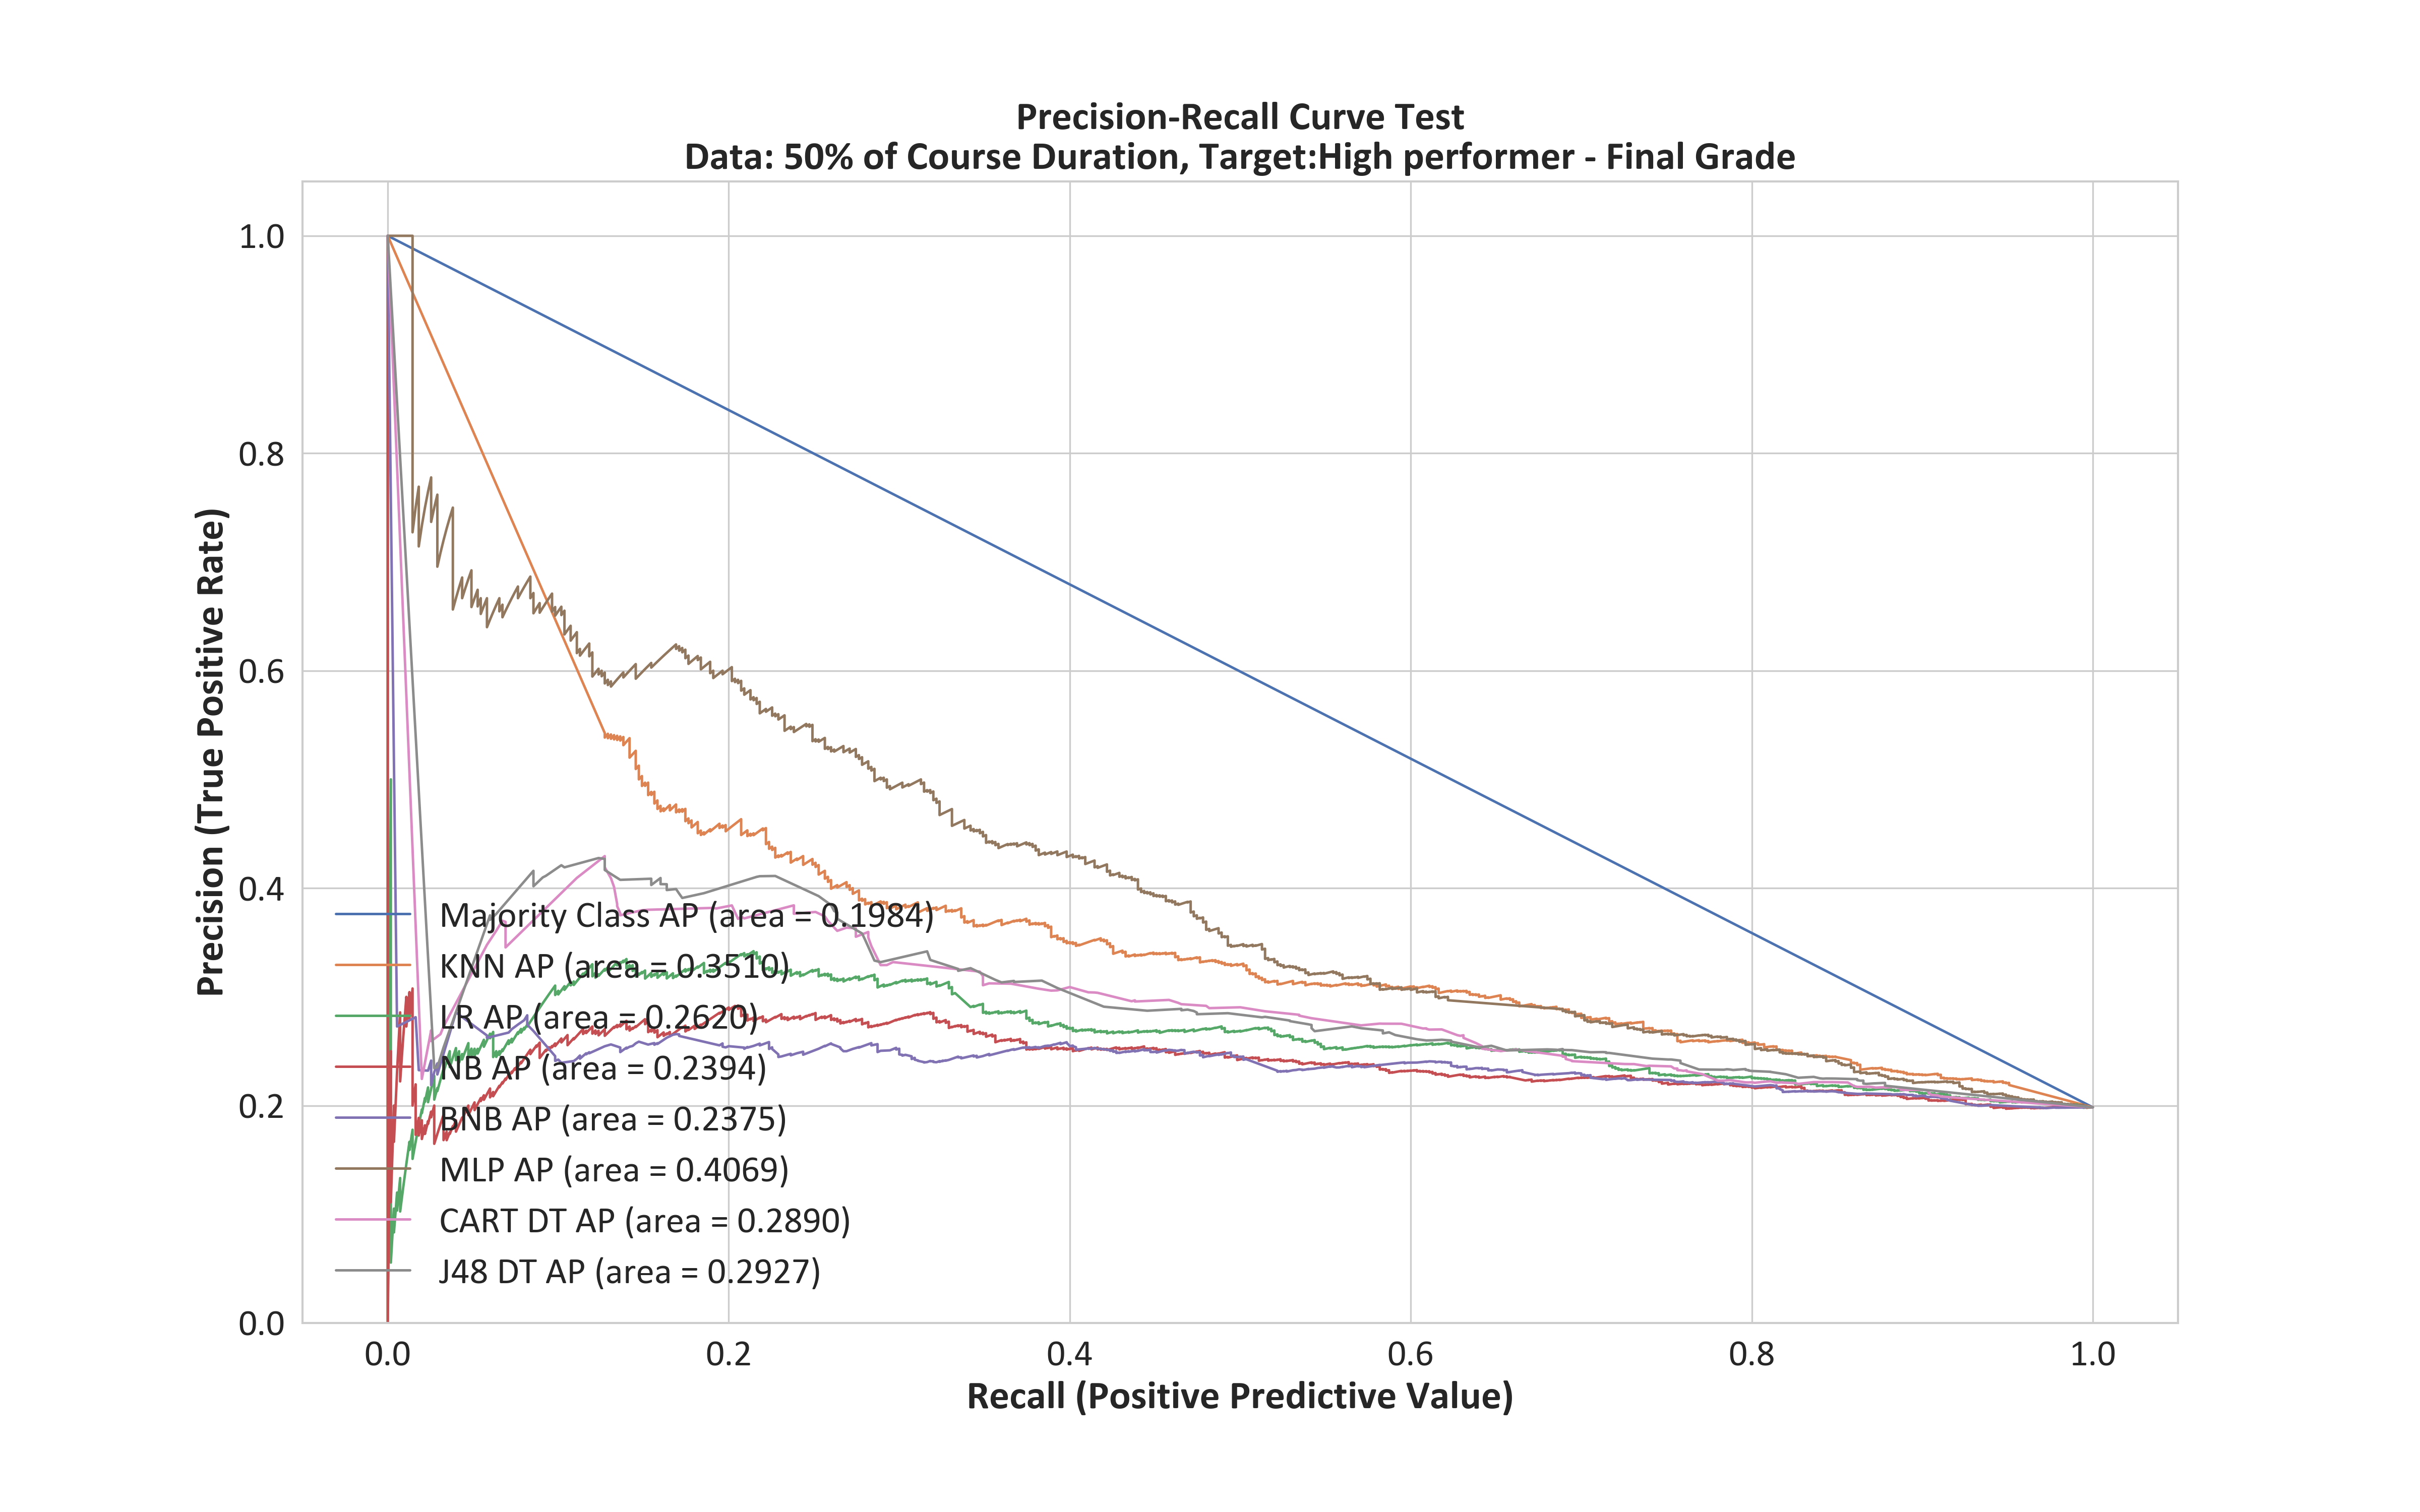 Precision-Recall Curve Test
Data: 50% of Course Duration, Target:High performer - Final Grade
Precision (True Positive Rate)
1.0
0.8
0.6
0.4
0.2
0.0
Majority Class AP (area = 0.1984)
KNN AP (area = 0.3510)
LR AP (area = 0.2620)
NB AP (area = 0.2394)
BNB AP (area = 0.2375)
MLP AP (area = 0.4069)
CART DT AP (area = 0.2890)
J48 DT AP (area = 0.2927)
0.0 0.2 0.4 0.6 0.8 1.0
Recall (Positive Predictive Value)